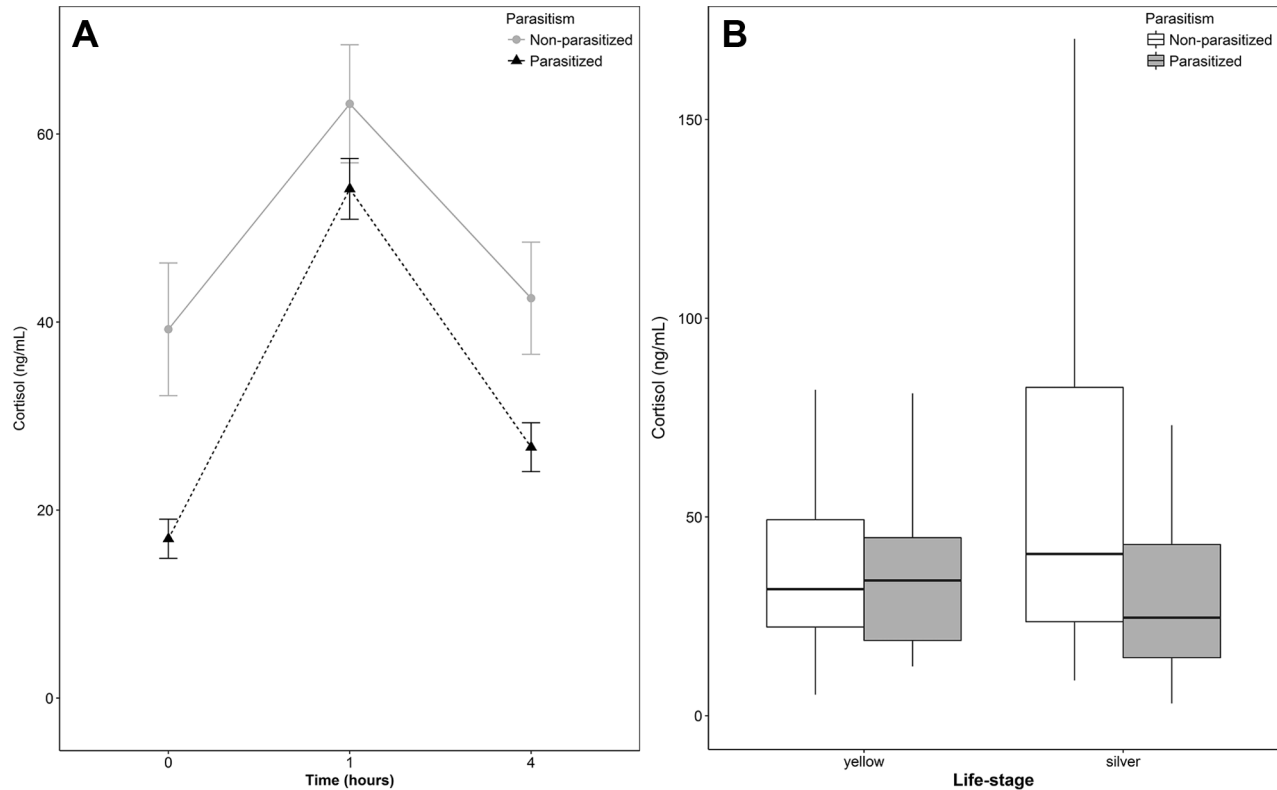 A
Parasitism
Non-parasitized
Parasitized
Cortisol (ng/mL)
60
40
20
0
0 1 4
Time (hours)
B
Parasitism
Non-parasitized
Parasitized
Cortisol (ng/mL)
150
100
50
0
yellow silver
Life-stage